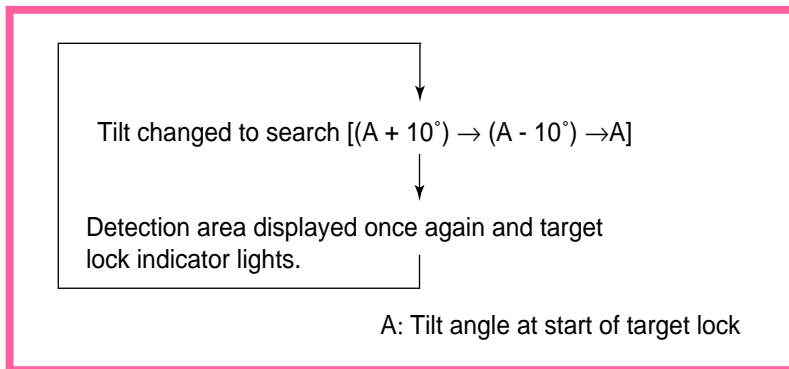 Tilt changed to search [(A + 10°) → (A - 10°) →A]
Detection area displayed once again and target
lock indicator lights.
A: Tilt angle at start of target lock